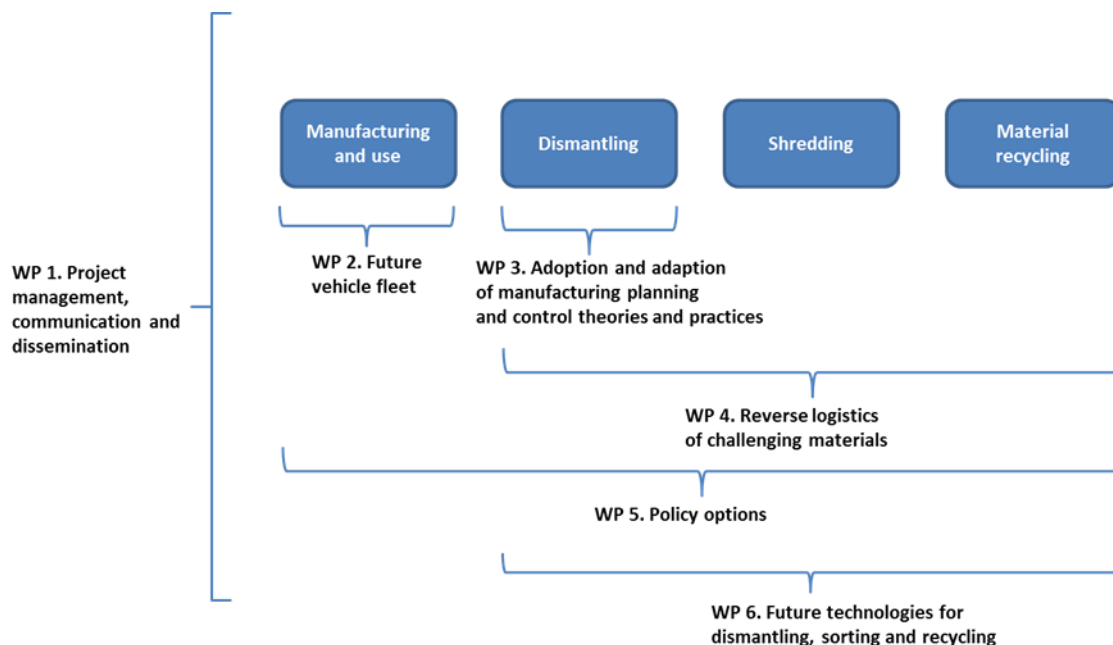 Manufacturing
and use
Dismantling
Shredding
Material
recycling
WP 1. Project
management,
communication and
dissemination
WP 2. Future
vehicle fleet
WP 3. Adoption and adaption
of manufacturing planning
and control theories and practices
WP 4. Reverse logistics
of challenging materials
WP 5. Policy options
WP 6. Future technologies for
dismantling, sorting and recycling